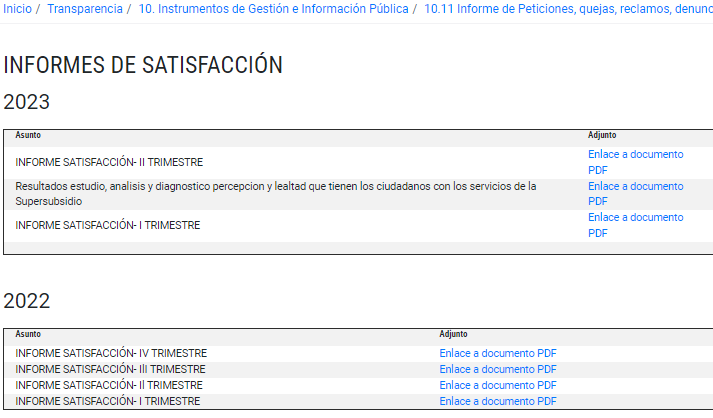 Inicio / Transparencia / 10. Instrumentos de Gestión e Información Pública / 10.11 Informe de Peticiones, quejas, reclamos, denunc
INFORMES DE SATISFACCIÓN
2023
Asunto Adjunto
INFORME SATISFACCIÓN- II TRIMESTRE Enlace a documento
PDF
Resultados estudio, analisis y diagnostico percepcion y lealtad que tienen los ciudadanos con los servicios de la Enlace a documento
Supersubsidio PDF
INFORME SATISFACCIÓN- I TRIMESTRE Enlace a documento
PDF
2022
Asunto Adjunto
INFORME SATISFACCIÓN- IV TRIMESTRE Enlace a documento PDF
INFORME SATISFACCIÓN- IlI TRIMESTRE Enlace a documento PDF
INFORME SATISFACCIÓN- Il TRIMESTRE Enlace a documento PDF
INFORME SATISFACCIÓN- I TRIMESTRE Enlace a documento PDF